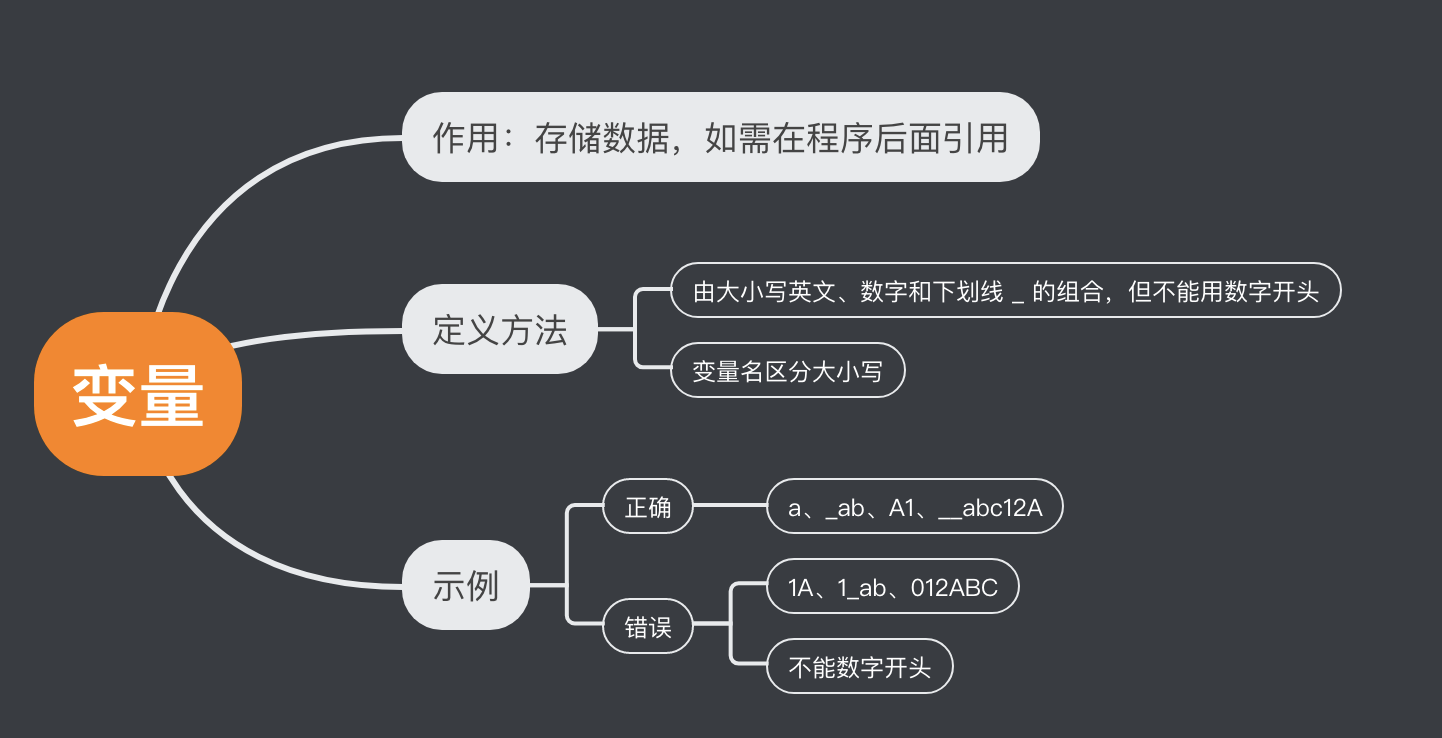 变量
作用：存储数据，如需在程序后面引用
定义方法
由大小写英文、数字和下划线 _ 的组合，但不能用数字开头
变量名区分大小写
示例
正确
a、_ab、A1、__abc12A
错误
1A、1_ab、012ABC
不能数字开头